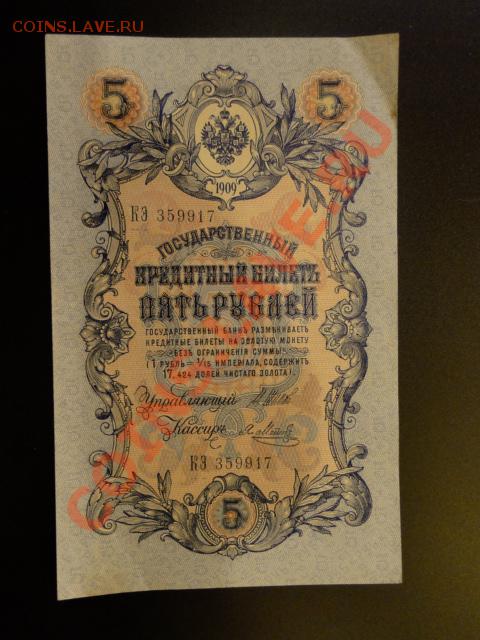 COINS.LAVE.RU
5 5
1909
КЭ 359917
ГОСУДАРСТВЕННЫЙ
КРЕДИТНЫЙ БИЛЕТЪ
ПЯТЬ РУБЛЕЙ
ГОСУДАРСТВЕННЫЙ БАНКЪ РАЗМѢНИВАЕТЪ
КРЕДИТНЫЕ БИЛЕТЫ НА ЗОЛОТУЮ МОНЕТУ
БЕЗЪ ОГРАНИЧЕНІЯ СУММЫ
(1 РУБЛЬ = 1/15 ИМПЕРІАЛА, СОДЕРЖИТЪ
17,424 ДОЛЕЙ ЧИСТАГО ЗОЛОТА).
Управляющій
Кассиръ
КЭ 359917
5